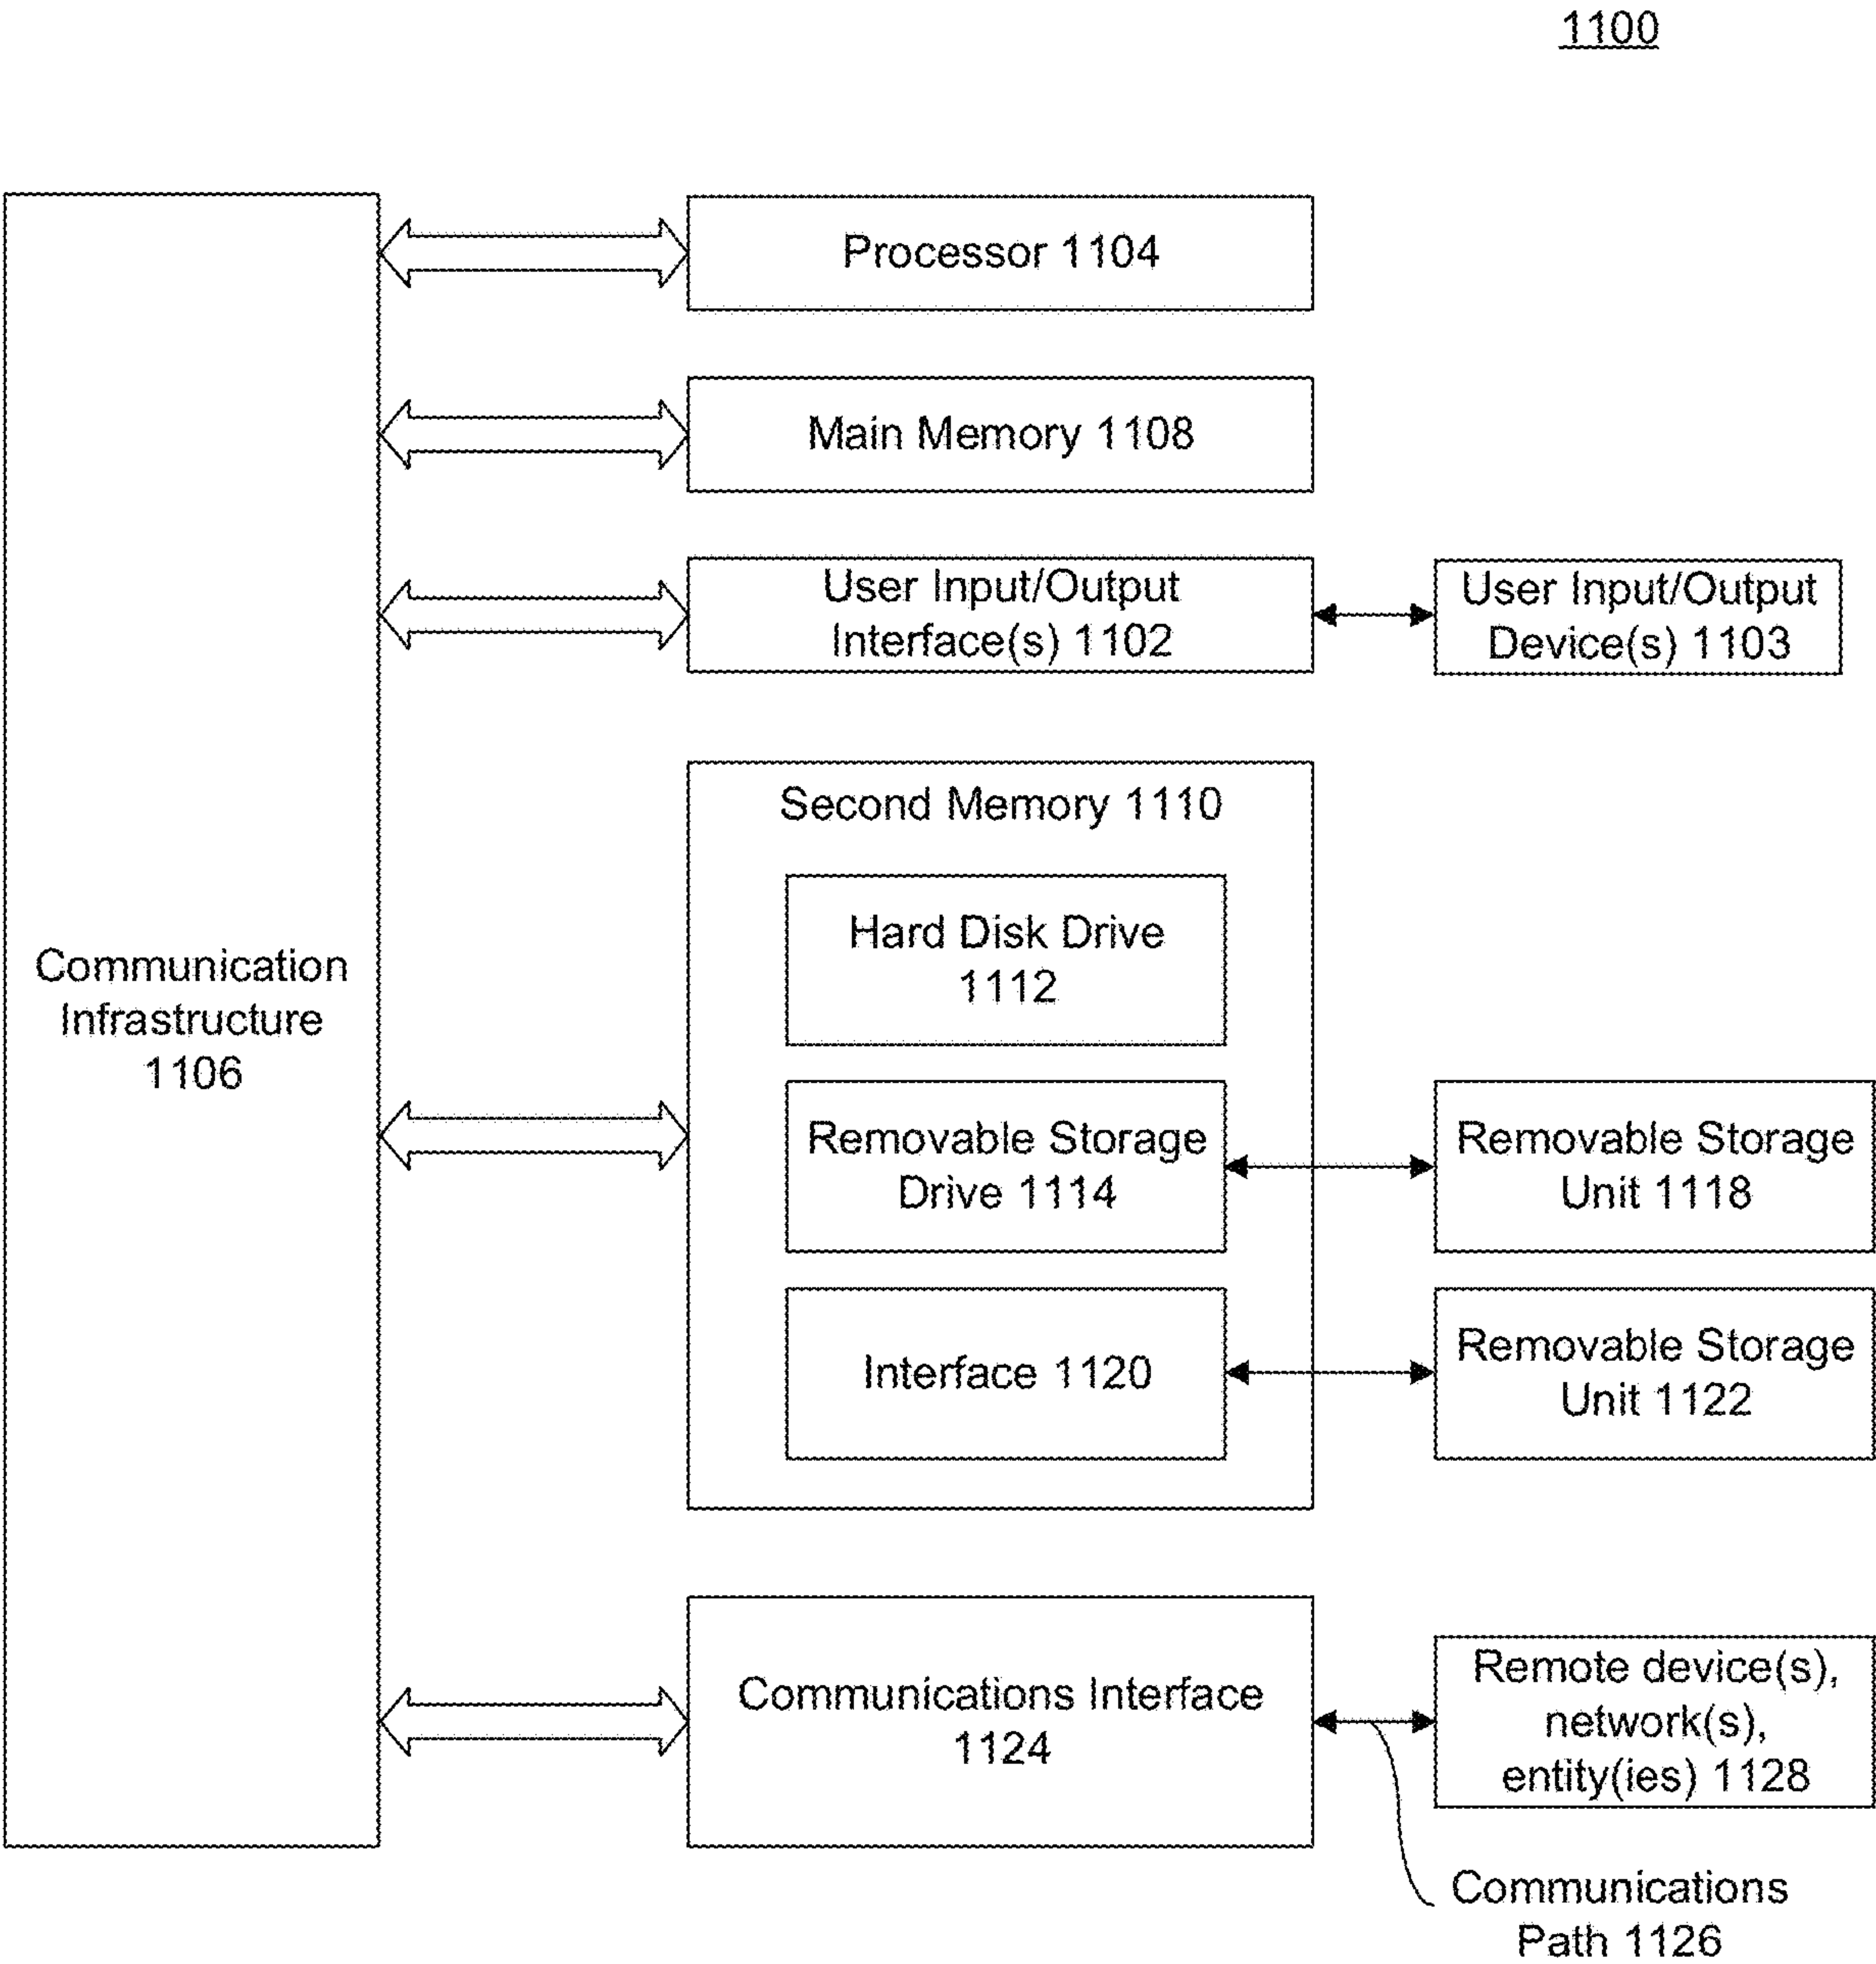 1100
Processor 1104
Main Memory 1108
User Input/Output
Interface(s) 1102
User Input/Output
Device(s) 1103
Second Memory 1110
Hard Disk Drive
1112
Communication
Infrastructure
1106
Removable Storage
Drive 1114
Removable Storage
Unit 1118
Interface 1120
Removable Storage
Unit 1122
Communications Interface
1124
Remote device(s),
network(s),
entity(ies) 1128
Communications
Path 1126